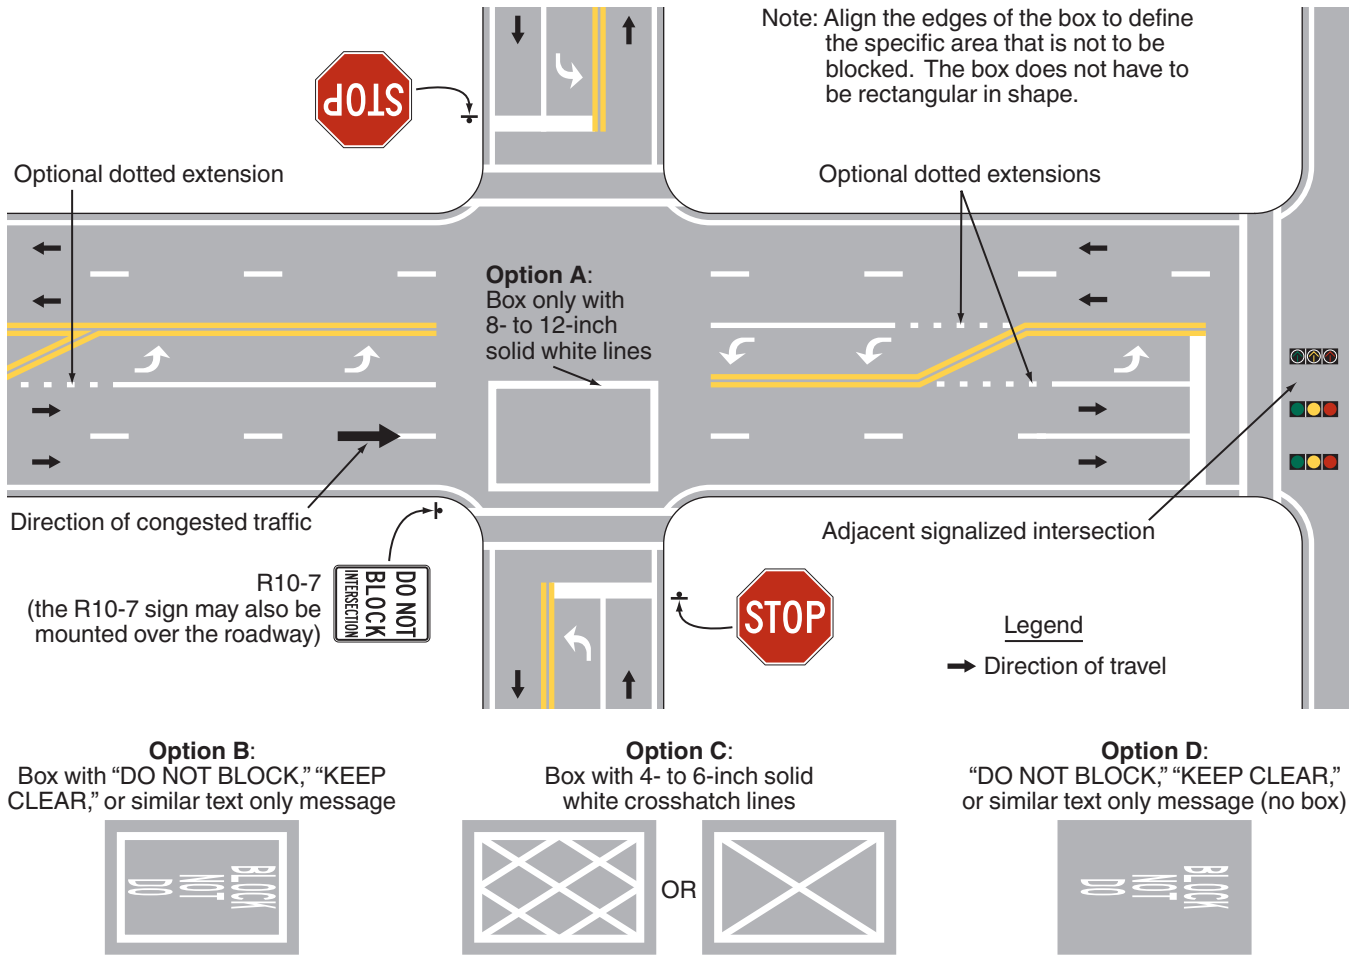 Note: Align the edges of the box to define
the specific area that is not to be
blocked. The box does not have to
be rectangular in shape.
STOP
Optional dotted extension
Optional dotted extensions
Option A:
Box only with
8- to 12-inch
solid white lines
Direction of congested traffic
Adjacent signalized intersection
R10-7
(the R10-7 sign may also be
mounted over the roadway)
DO NOT
BLOCK
INTERSECTION
STOP
Legend
Direction of travel
Option B:
Box with “DO NOT BLOCK,” “KEEP
CLEAR,” or similar text only message
DO
NOT
BLOCK
Option C:
Box with 4- to 6-inch solid
white crosshatch lines
OR
Option D:
“DO NOT BLOCK,” “KEEP CLEAR,”
or similar text only message (no box)
DO
NOT
BLOCK